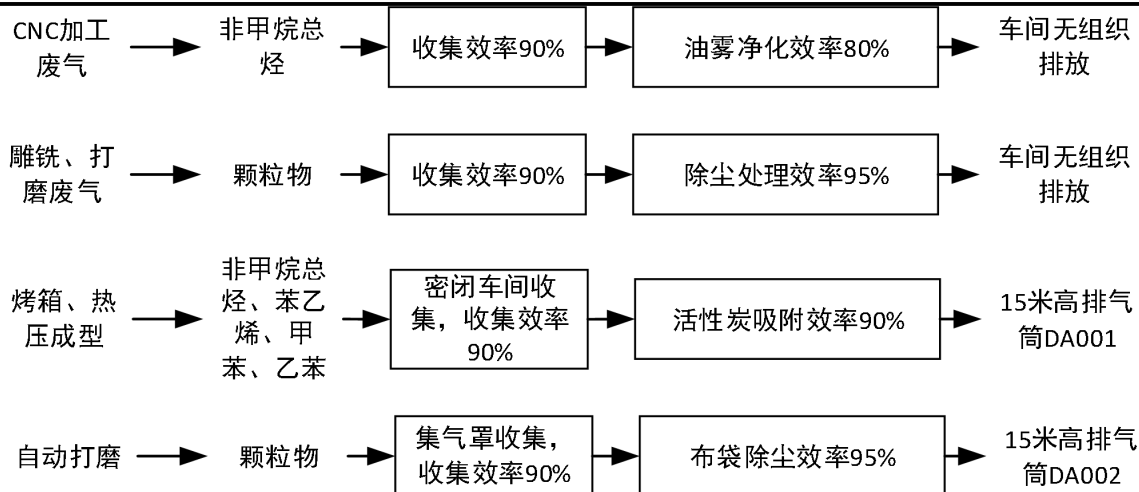 CNC加工
废气
非甲烷总
烃
收集效率90%
油雾净化效率80%
车间无组织
排放
雕铣、打
磨废气
颗粒物
收集效率90%
除尘处理效率95%
车间无组织
排放
烤箱、热
压成型
非甲烷总
烃、苯乙
烯、甲
苯、乙苯
密闭车间收
集，收集效率
90%
活性炭吸附效率90%
15米高排气
筒DA001
自动打磨
颗粒物
集气罩收集，
收集效率90%
布袋除尘效率95%
15米高排气
筒DA002